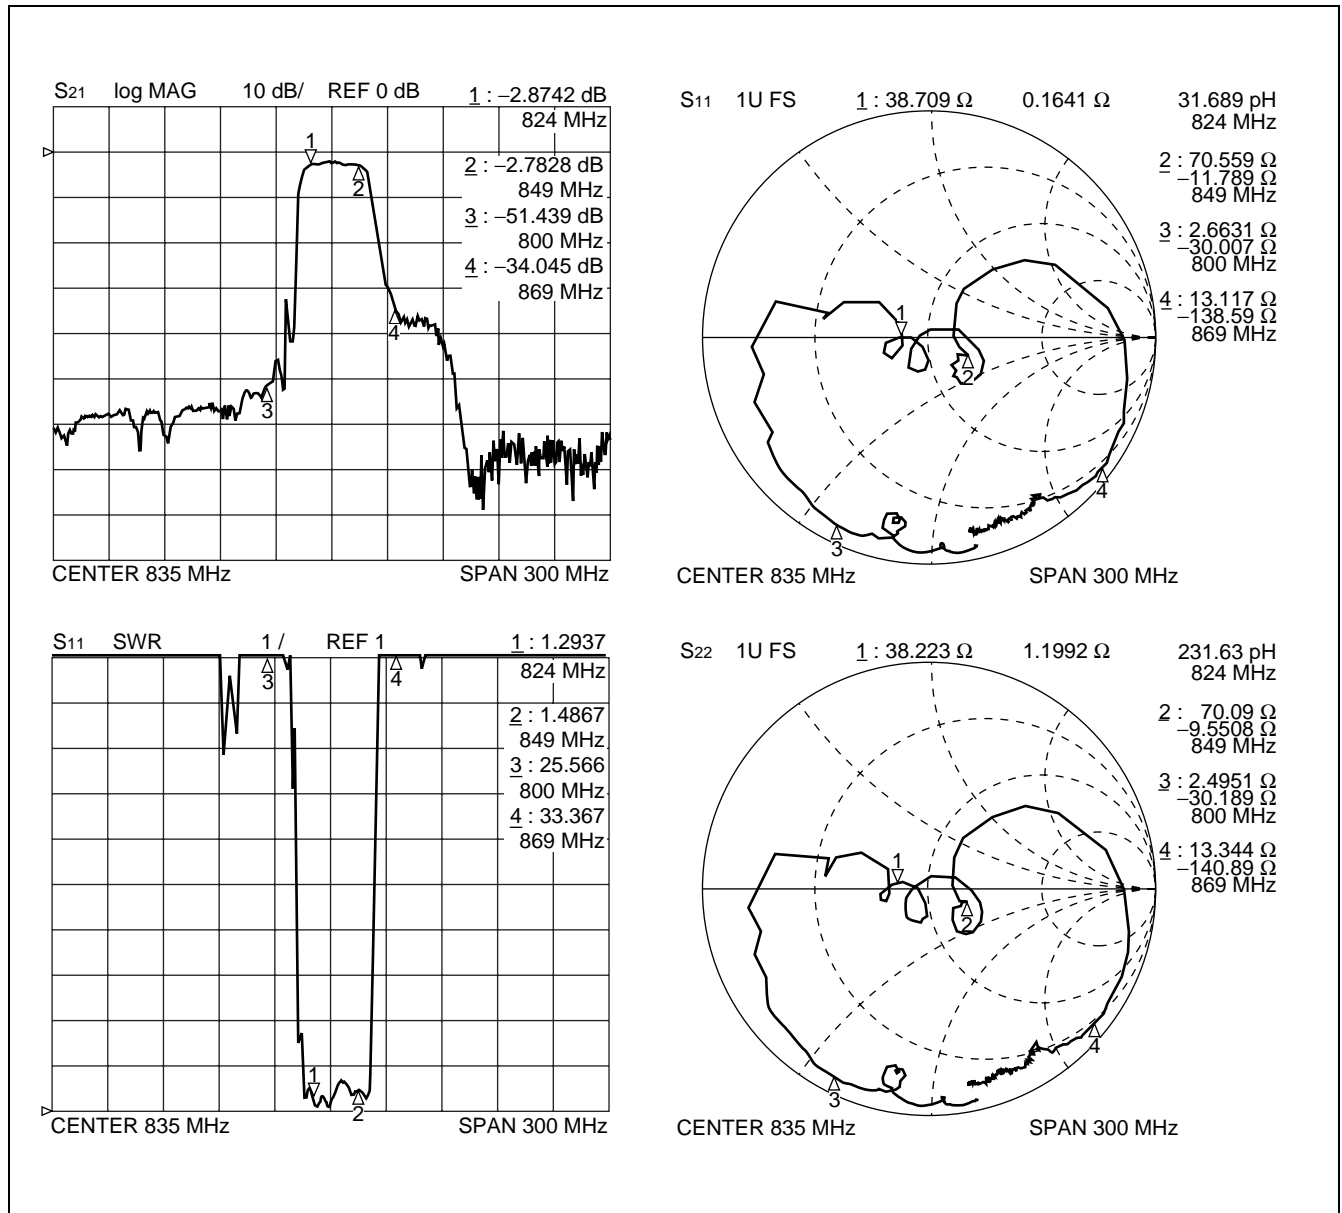 S21 log MAG 10 dB/ REF 0 dB 1 : –2.8742 dB
824 MHz
1
2 : –2.7828 dB
849 MHz
2
3 : –51.439 dB
800 MHz
4 : –34.045 dB
869 MHz
4
3
CENTER 835 MHz SPAN 300 MHz
S11 1U FS 1 : 38.709 Ω 0.1641 Ω 31.689 pH
824 MHz
2 : 70.559 Ω
–11.789 Ω
849 MHz
3 : 2.6631 Ω
–30.007 Ω
800 MHz
4 : 13.117 Ω
–138.59 Ω
869 MHz
1
2
4
3
CENTER 835 MHz SPAN 300 MHz
S11 SWR 1 / REF 1 1 : 1.2937
824 MHz
3
4
2 : 1.4867
849 MHz
3 : 25.566
800 MHz
4 : 33.367
869 MHz
1
2
CENTER 835 MHz SPAN 300 MHz
S22 1U FS 1 : 38.223 Ω 1.1992 Ω 231.63 pH
824 MHz
2 : 70.09 Ω
–9.5508 Ω
849 MHz
3 : 2.4951 Ω
–30.189 Ω
800 MHz
4 : 13.344 Ω
–140.89 Ω
869 MHz
1
2
4
3
CENTER 835 MHz SPAN 300 MHz